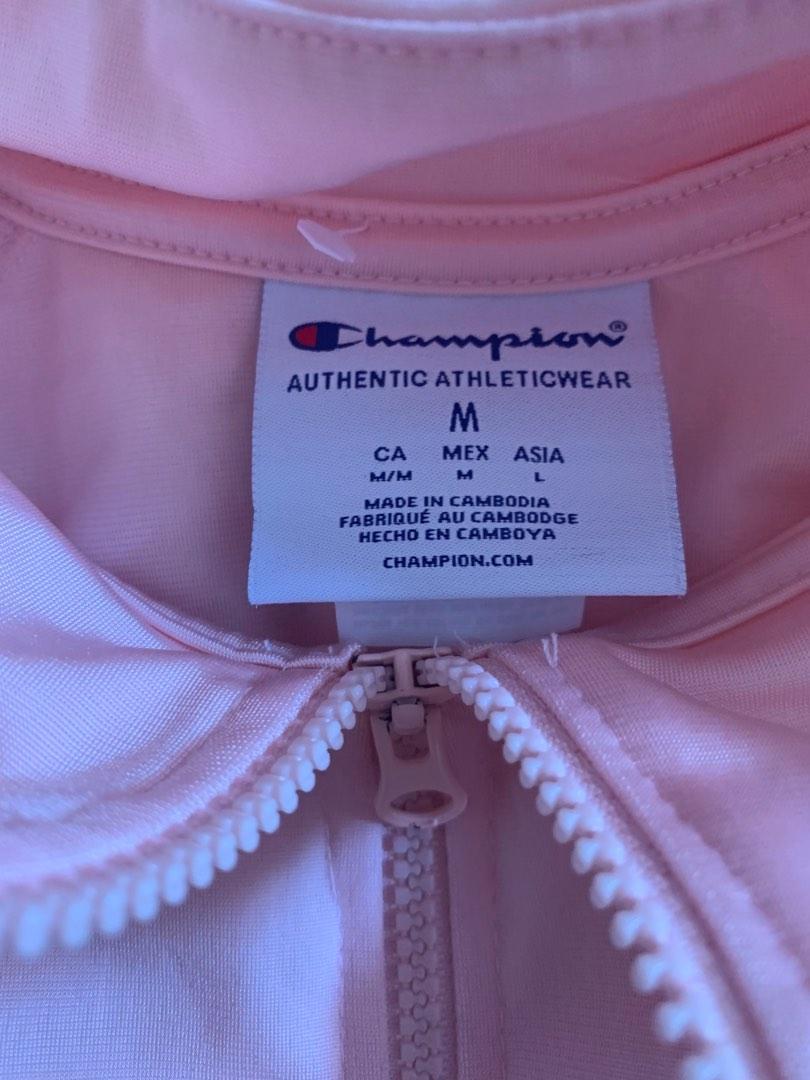 Champion®
AUTHENTIC ATHLETICWEAR
M
CA MEX ASIA
M/M M L
MADE IN CAMBODIA
FABRIQUÉ AU CAMBODGE
HECHO EN CAMBOYA
CHAMPION.COM